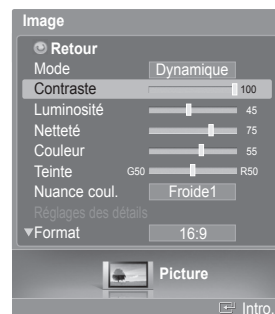 Image
Retour
Mode Dynamique
Contraste 100
Luminosité 45
Netteté 75
Couleur 55
Teinte G50 R50
Nuance coul. Froide1
Réglages des détails
▼Format 16:9
Picture
Intro.